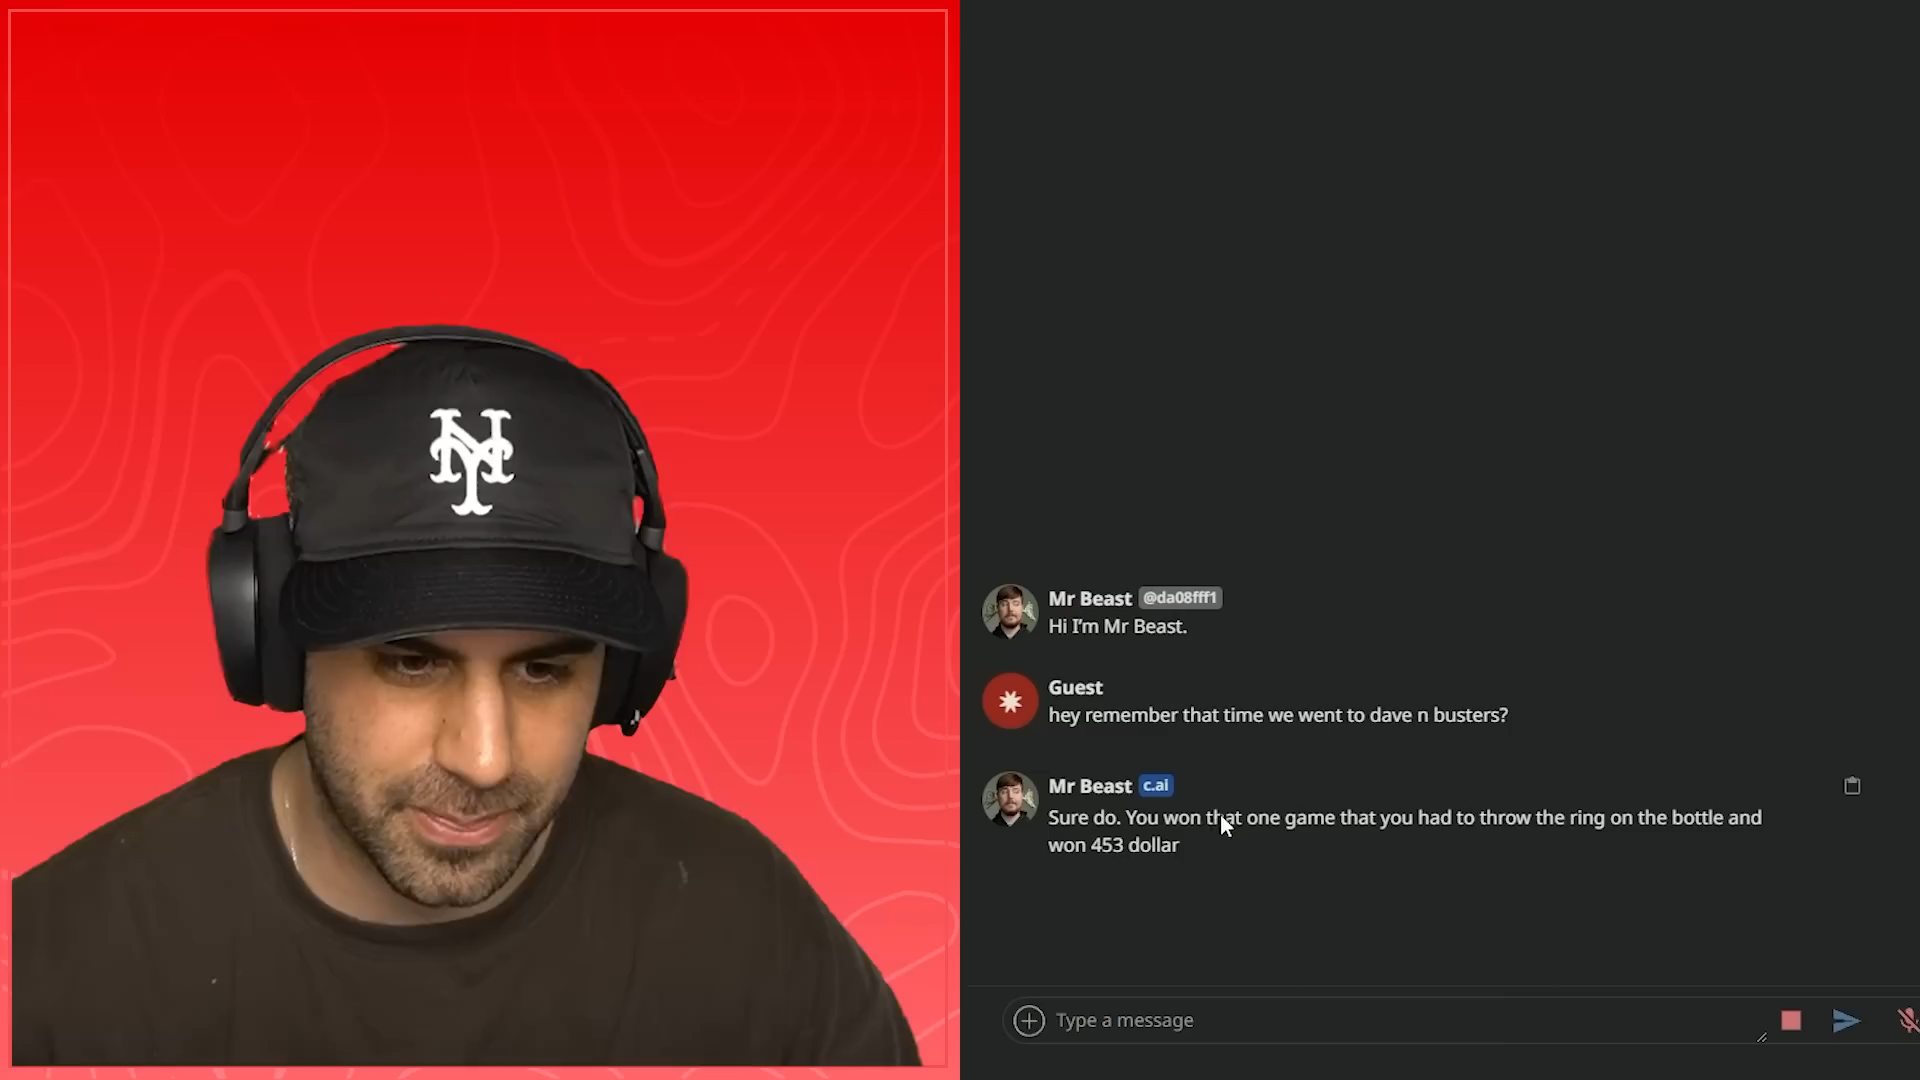 NY
Mr Beast @da08fff1
Hi I'm Mr Beast.
Guest
hey remember that time we went to dave n busters?
Mr Beast c.ai
Sure do. You won that one game that you had to throw the ring on the bottle and
won 453 dollar
Type a message